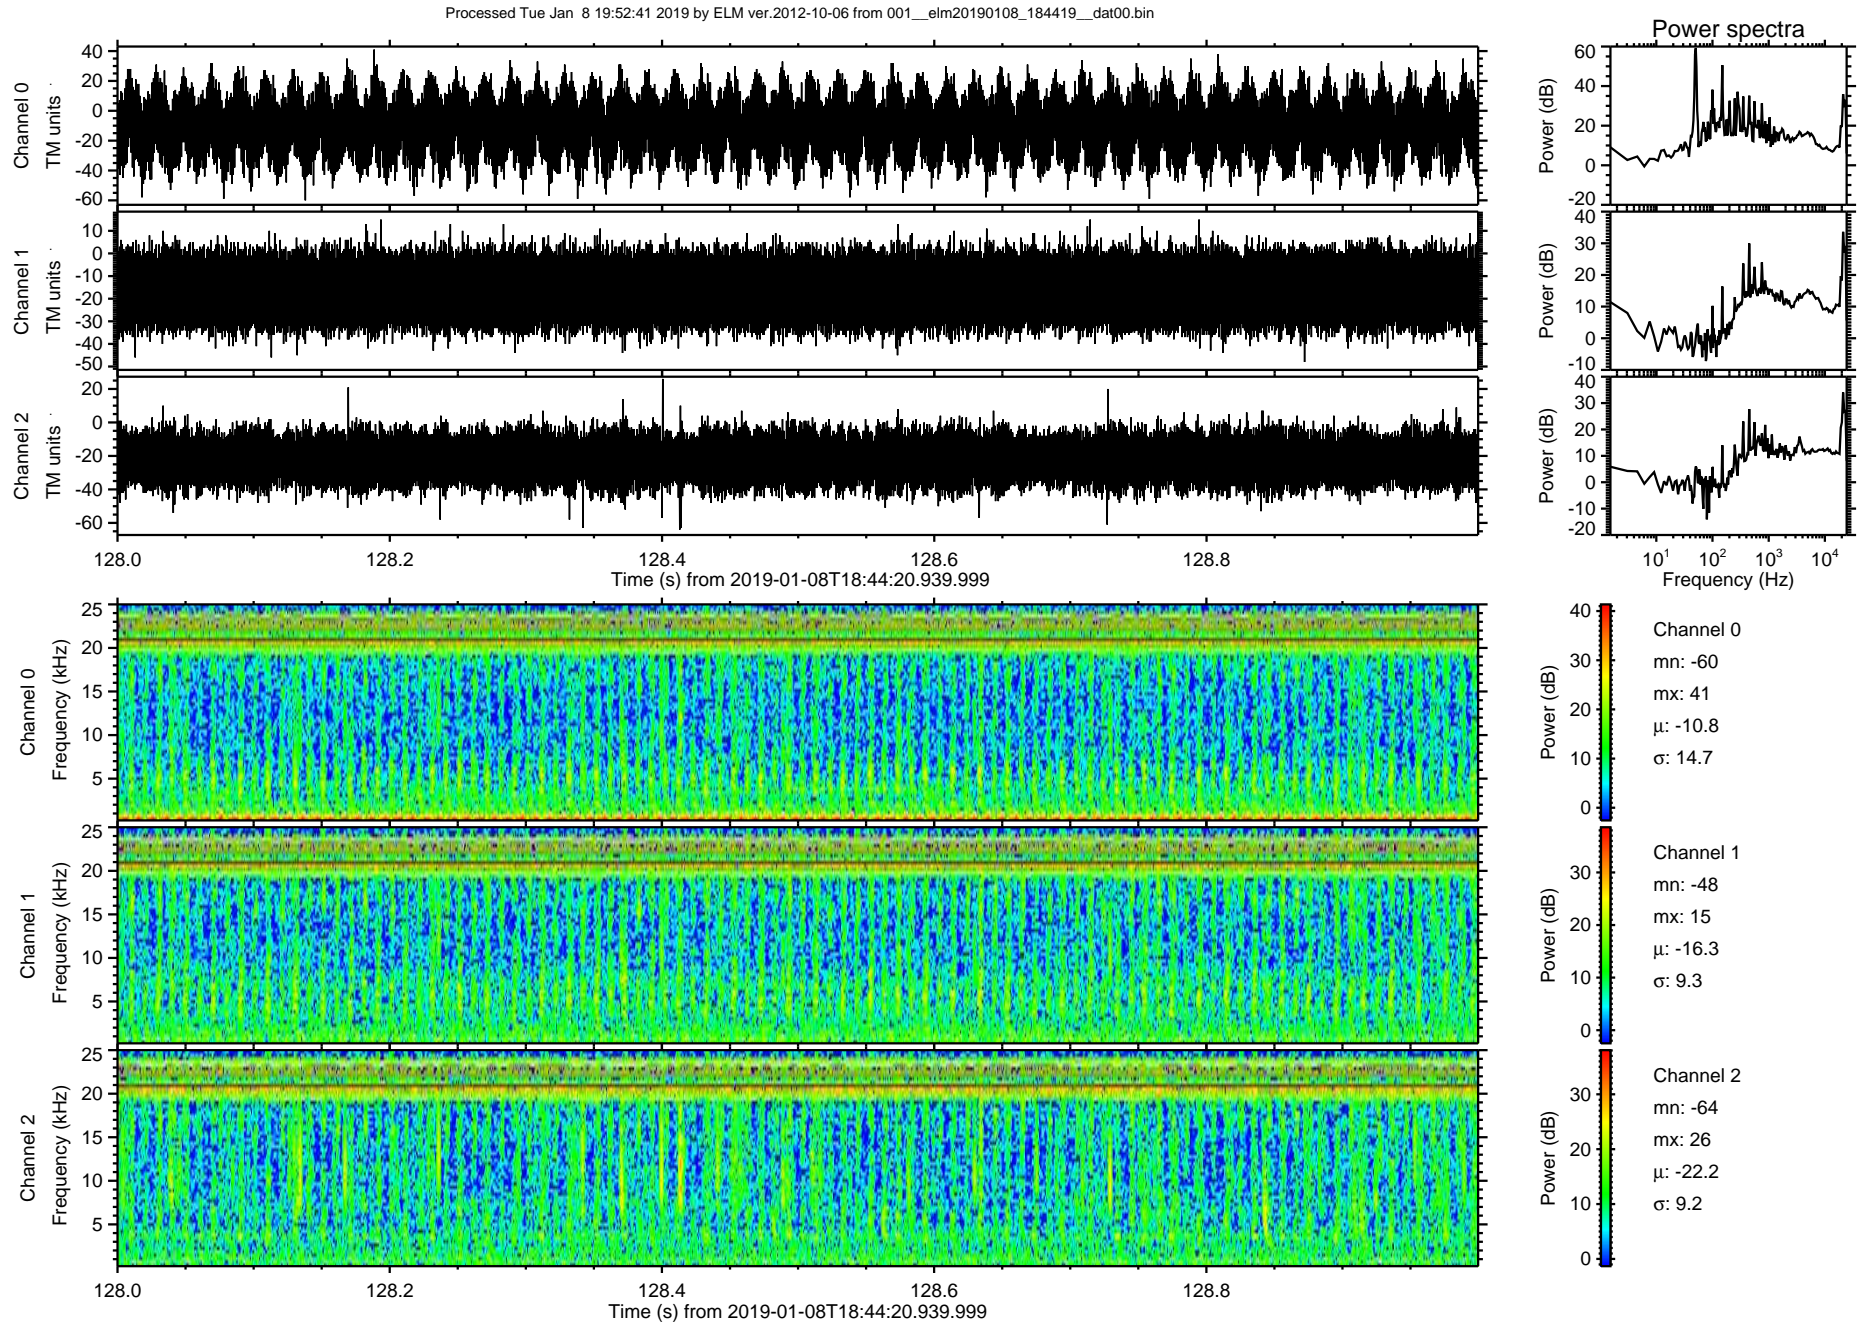 Processed Tue Jan  8 19:52:41 2019 by ELM ver.2012-10-06 from 001__elm20190108_184419__dat00.bin
Power spectra
Channel 0
TM units
40
20
0
-20
-40
-60
Power (dB)
60
40
20
0
-20
Channel 1
TM units
10
0
-10
-20
-30
-40
-50
Power (dB)
40
30
20
10
0
-10
Channel 2
TM units
20
0
-20
-40
-60
Power (dB)
40
30
20
10
0
-10
-20
128.0 128.2 128.4 128.6 128.8
Time (s) from 2019-01-08T18:44:20.939.999
10^1 10^2 10^3 10^4
Frequency (Hz)
Channel 0
Frequency (kHz)
25
20
15
10
5
Power (dB)
40
30
20
10
0
Channel 0
mn: -60
mx: 41
μ: -10.8
σ: 14.7
Channel 1
Frequency (kHz)
25
20
15
10
5
Power (dB)
30
20
10
0
Channel 1
mn: -48
mx: 15
μ: -16.3
σ: 9.3
Channel 2
Frequency (kHz)
25
20
15
10
5
Power (dB)
30
20
10
0
Channel 2
mn: -64
mx: 26
μ: -22.2
σ: 9.2
128.0 128.2 128.4 128.6 128.8
Time (s) from 2019-01-08T18:44:20.939.999